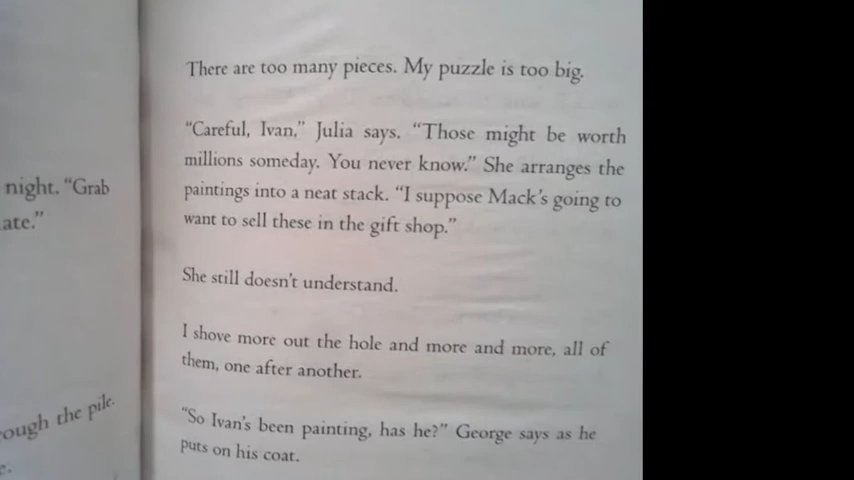 night. “Grab
ate.”
ough the pile.
e.
There are too many pieces. My puzzle is too big.
“Careful, Ivan,” Julia says. “Those might be worth
millions someday. You never know.” She arranges the
paintings into a neat stack. “I suppose Mack’s going to
want to sell these in the gift shop.”
She still doesn’t understand.
I shove more out the hole and more and more, all of
them, one after another.
“So Ivan’s been painting, has he?” George says as he
puts on his coat.